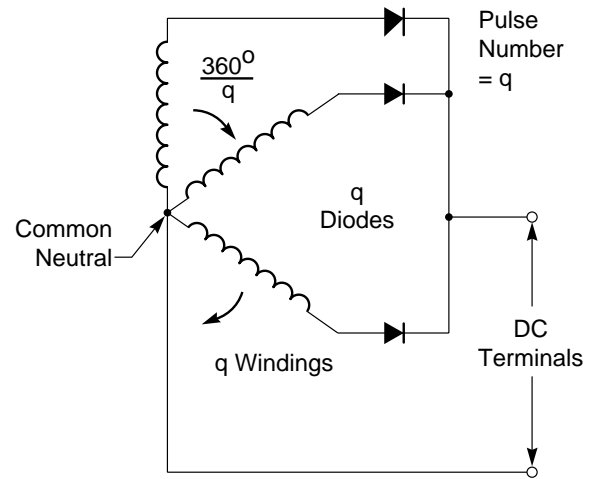 Pulse
Number
= q
360°
q
q
Diodes
Common
Neutral
q Windings
DC
Terminals